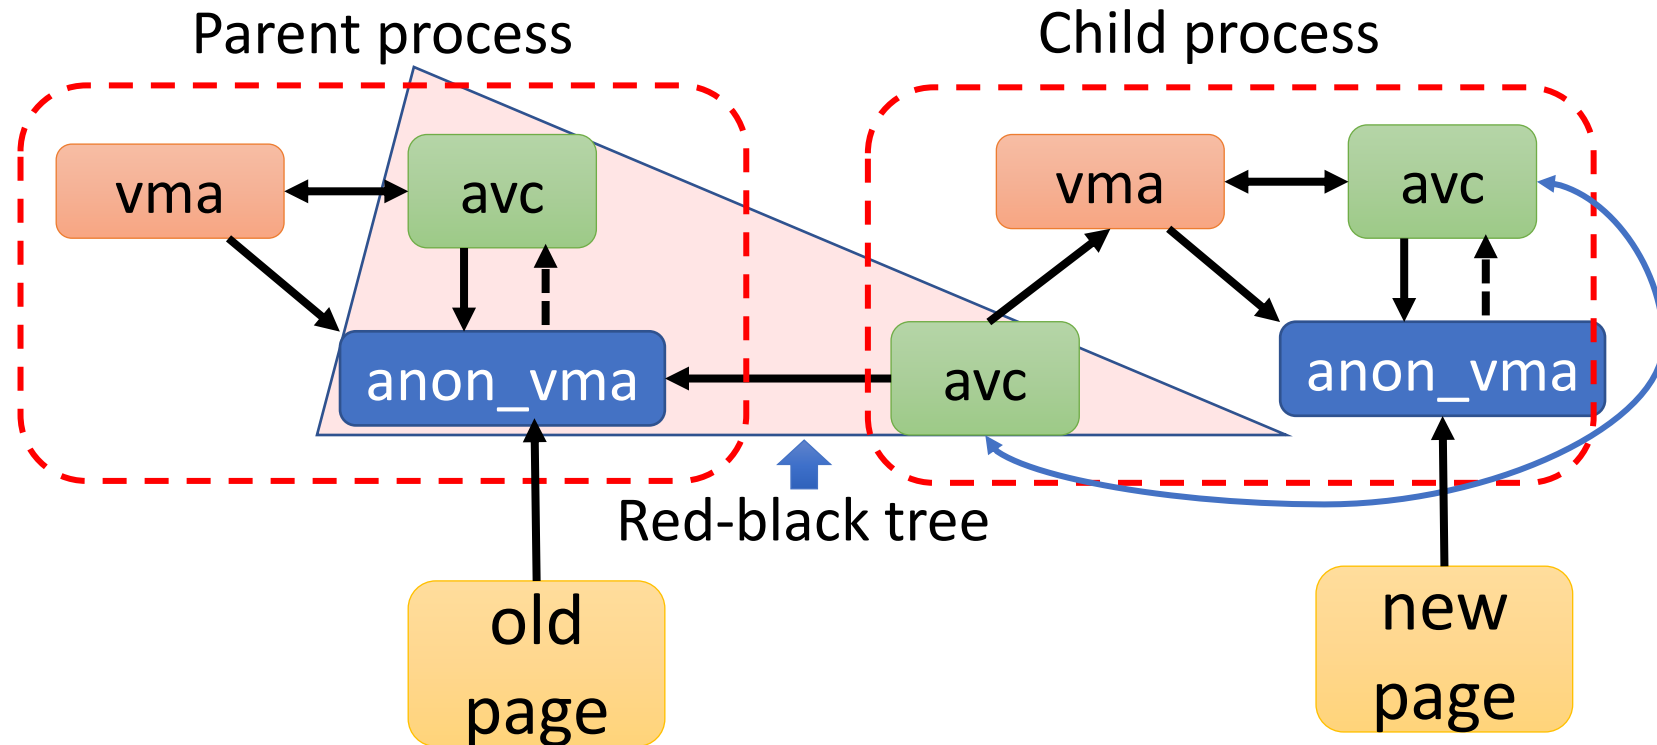 Parent process
Child process
vma
avc
vma
avc
anon_vma
avc
anon_vma
Red-black tree
old
page
new
page